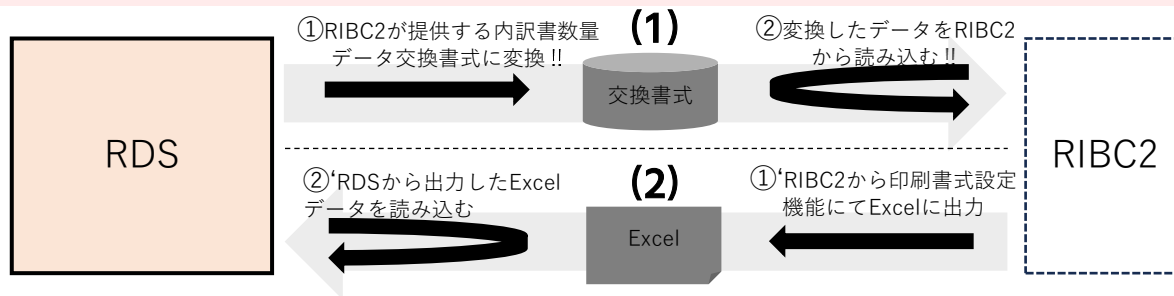 ①RIBC2が提供する内訳書数量
データ交換書式に変換!!
(1)
②変換したデータをRIBC2
から読み込む!!
交換書式
RDS
RIBC2
②‘RDSから出力したExcel
データを読み込む
(2)
①‘RIBC2から印刷書式設定
機能にてExcelに出力
Excel